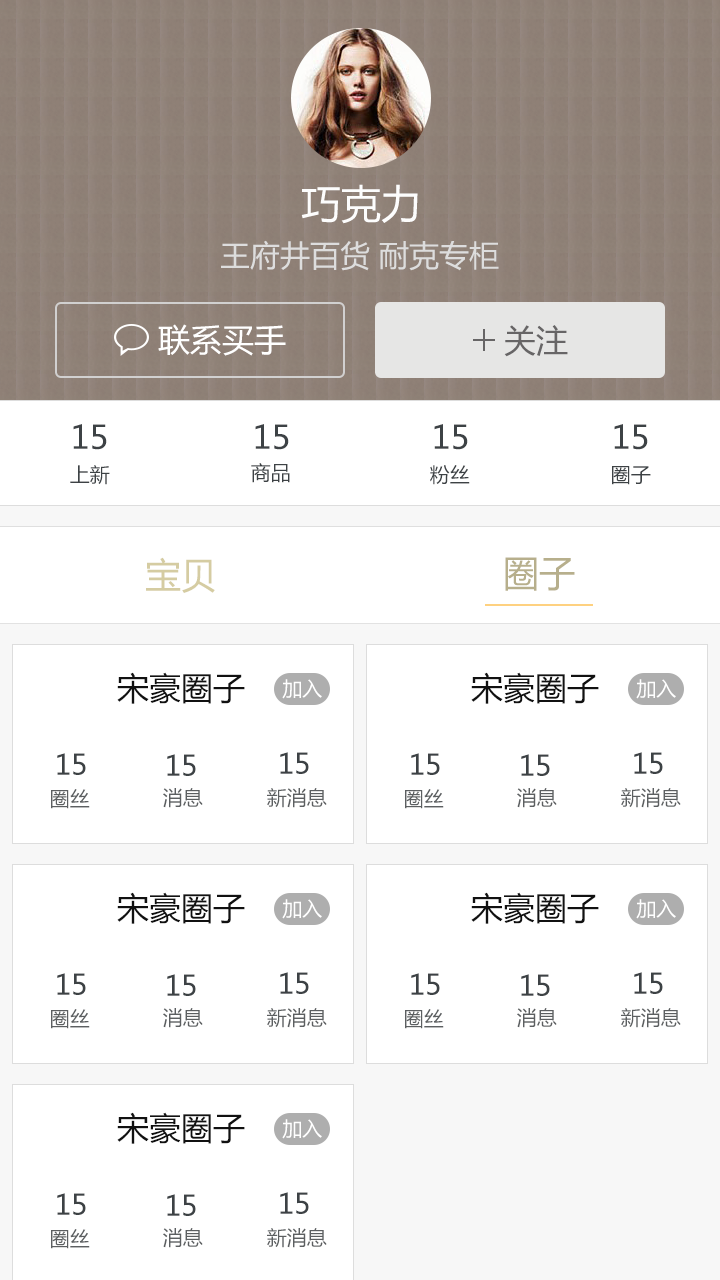 巧克力
王府井百货 耐克专柜
联系买手
+关注
15 15 15 15
上新 商品 粉丝 圈子
宝贝 圈子
宋豪圈子 加入 宋豪圈子 加入
15 15 15 15 15 15
圈丝 消息 新消息 圈丝 消息 新消息
宋豪圈子 加入 宋豪圈子 加入
15 15 15 15 15 15
圈丝 消息 新消息 圈丝 消息 新消息
宋豪圈子 加入
15 15 15
圈丝 消息 新消息